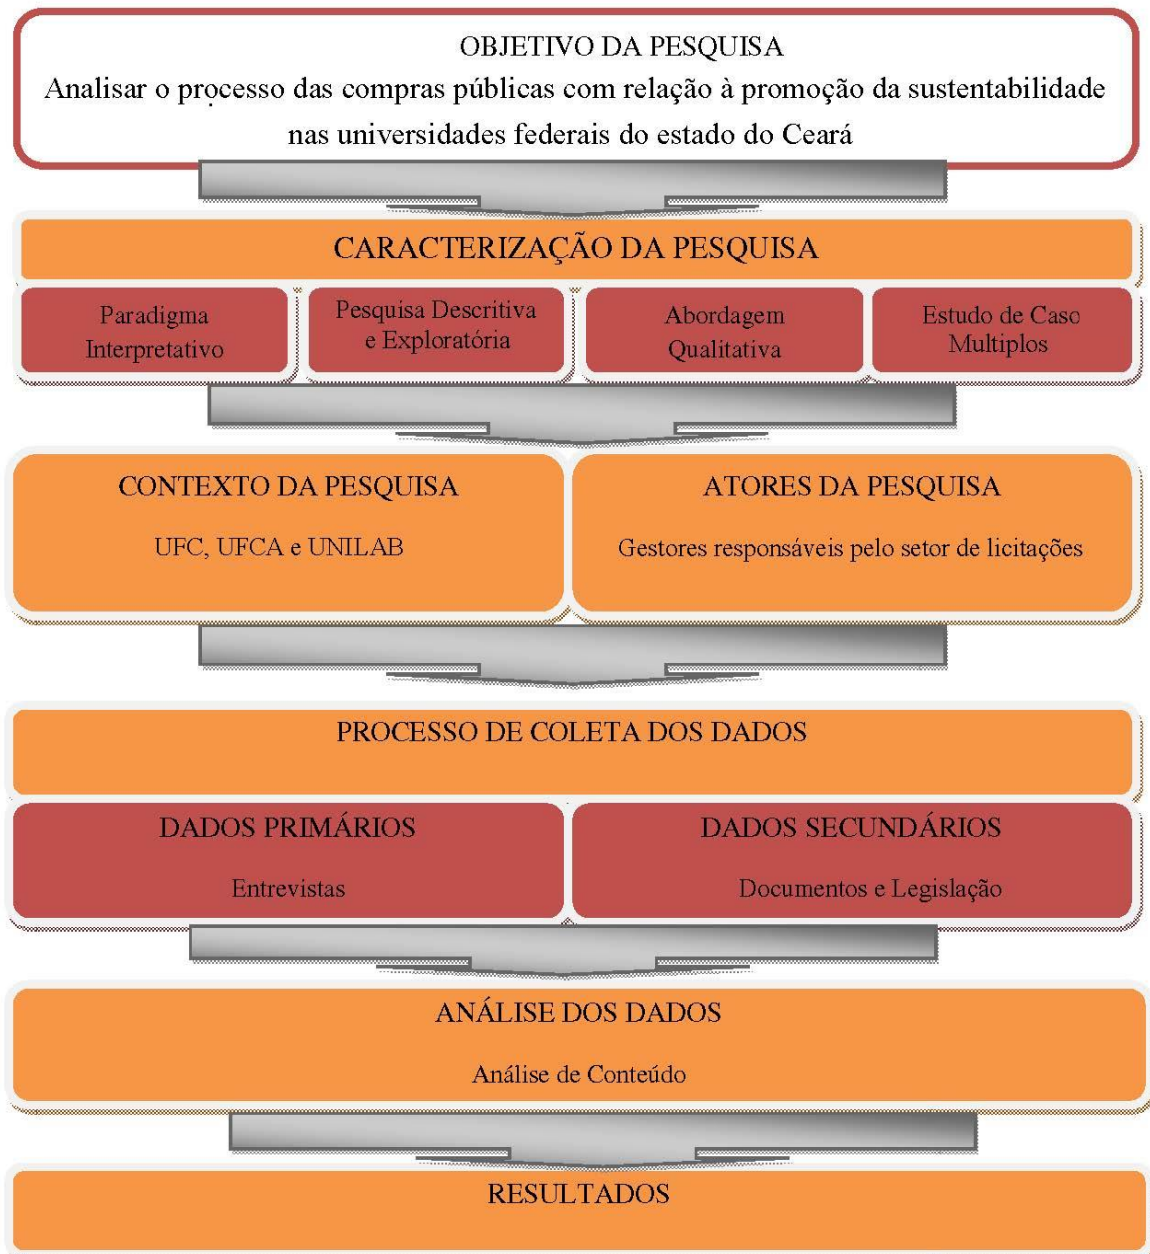 OBJETIVO DA PESQUISA
Analisar o processo das compras públicas com relação à promoção da sustentabilidade
nas universidades federais do estado do Ceará
CARACTERIZAÇÃO DA PESQUISA
Paradigma
Interpretativo
Pesquisa Descritiva
e Exploratória
Abordagem
Qualitativa
Estudo de Caso
Multiplos
CONTEXTO DA PESQUISA
UFC, UFCA e UNILAB
ATORES DA PESQUISA
Gestores responsáveis pelo setor de licitações
PROCESSO DE COLETA DOS DADOS
DADOS PRIMÁRIOS
Entrevistas
DADOS SECUNDÁRIOS
Documentos e Legislação
ANÁLISE DOS DADOS
Análise de Conteúdo
RESULTADOS